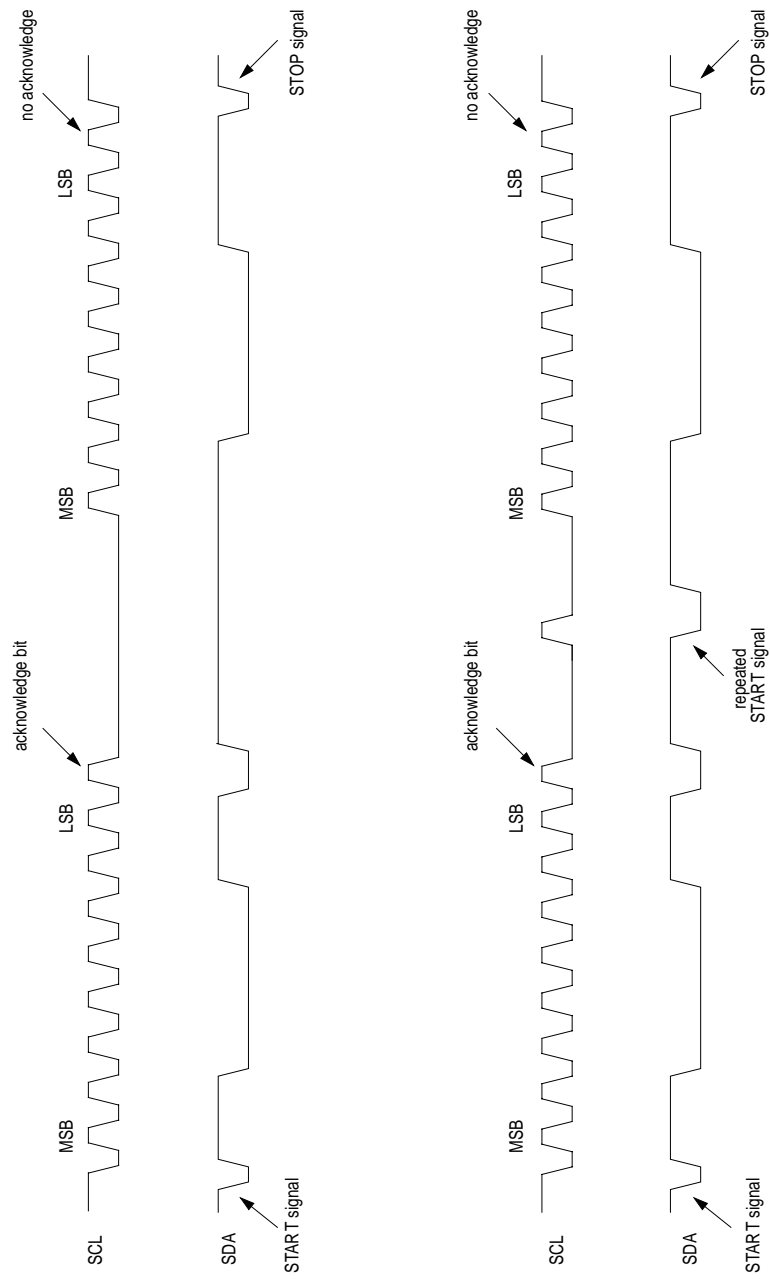 MSB
LSB
acknowledge bit
MSB
LSB
no acknowledge
SCL
SDA
START signal
STOP signal
MSB
LSB
acknowledge bit
MSB
LSB
no acknowledge
SCL
SDA
START signal
repeated
START signal
STOP signal